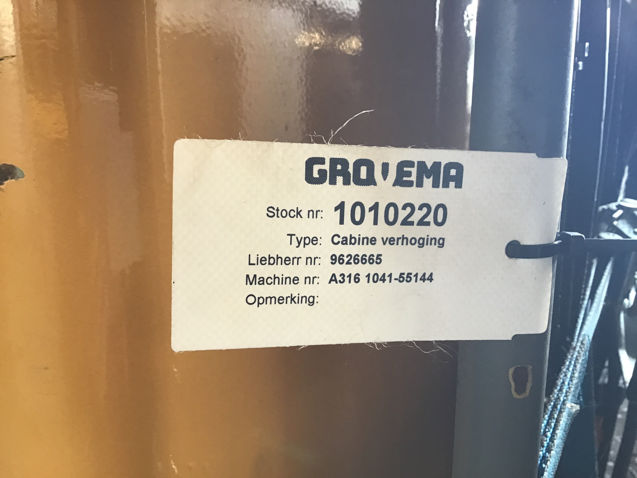 GROVEMA
Stock nr: 1010220
Type: Cabine verhoging
Liebherr nr: 9626665
Machine nr: A316 1041-55144
Opmerking: